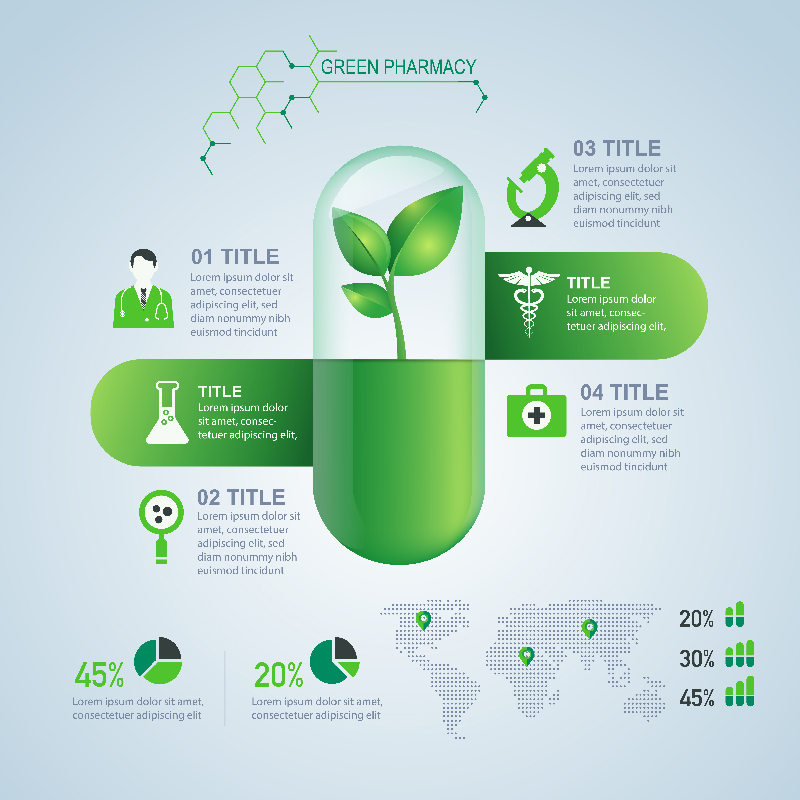 GREEN PHARMACY
03 TITLE
Lorem ipsum dolor sit
amet, consectetuer
adipiscing elit, sed
diam nonummy nibh
euismod tincidunt
01 TITLE
Lorem ipsum dolor sit
amet, consectetuer
adipiscing elit, sed
diam nonummy nibh
euismod tincidunt
TITLE
Lorem ipsum dolor
sit amet, consec-
tetuer adipiscing elit,
TITLE
Lorem ipsum dolor
sit amet, consec-
tetuer adipiscing elit,
04 TITLE
Lorem ipsum dolor sit
amet, consectetuer
adipiscing elit, sed
diam nonummy nibh
euismod tincidunt
02 TITLE
Lorem ipsum dolor sit
amet, consectetuer
adipiscing elit, sed
diam nonummy nibh
euismod tincidunt
45%
Lorem ipsum dolor sit amet,
consectetuer adipiscing elit
20%
Lorem ipsum dolor sit amet,
consectetuer adipiscing elit
20%
30%
45%